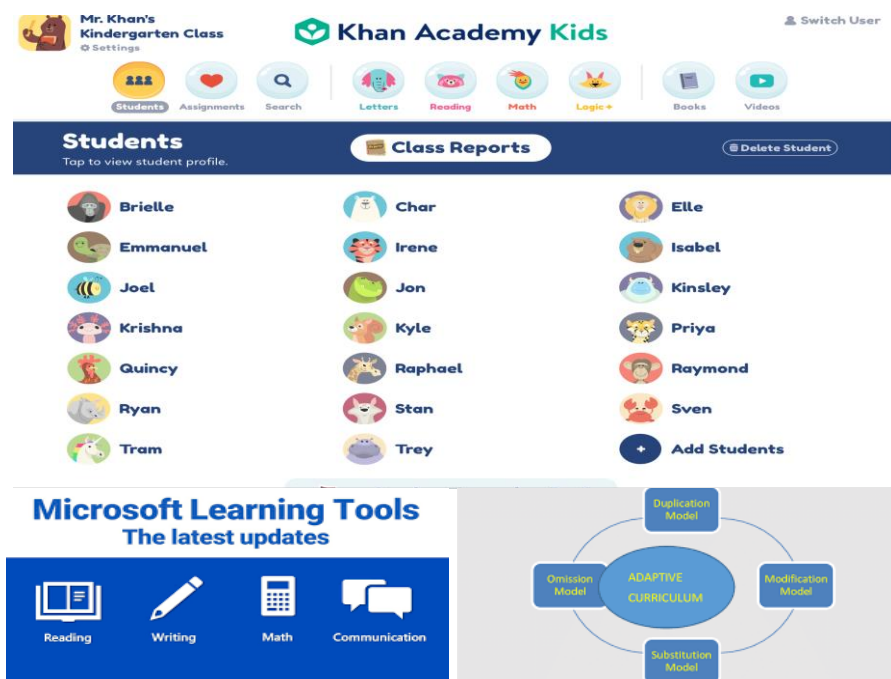 Mr. Khan's
Kindergarten Class
Settings
Khan Academy Kids
Switch User
Students
Assignments
Search
Letters
Reading
Math
Logic+
Books
Videos
Students
Tap to view student profile.
Class Reports
Delete Student
Brielle
Char
Elle
Emmanuel
Irene
Isabel
Joel
Jon
Kinsley
Krishna
Kyle
Priya
Quincy
Raphael
Raymond
Ryan
Stan
Sven
Tram
Trey
+ Add Students
Microsoft Learning Tools
The latest updates
Reading
Writing
Math
Communication
Duplication
Model
Omission
Model
ADAPTIVE
CURRICULUM
Modification
Model
Substitution
Model